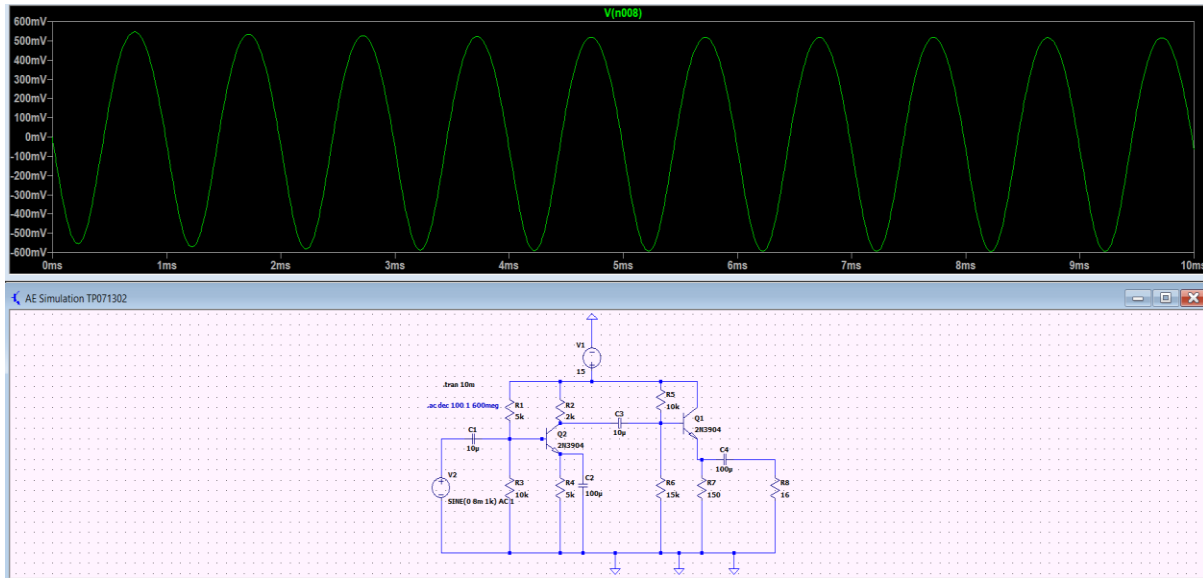 V(n008)
600mV
500mV
400mV
300mV
200mV
100mV
0mV
-100mV
-200mV
-300mV
-400mV
-500mV
-600mV
0ms 1ms 2ms 3ms 4ms 5ms 6ms 7ms 8ms 9ms 10ms
AE Simulation TP071302
V1
15
.tran 10m
.ac dec 100 1 600meg
R1
5k
R2
2k
R5
10k
C3
10µ
Q1
2N3904
C1
10µ
Q2
2N3904
C4
100µ
V2
SINE(0 8m 1k) AC 1
R3
10k
R4
5k
C2
100µ
R6
15k
R7
150
R8
16